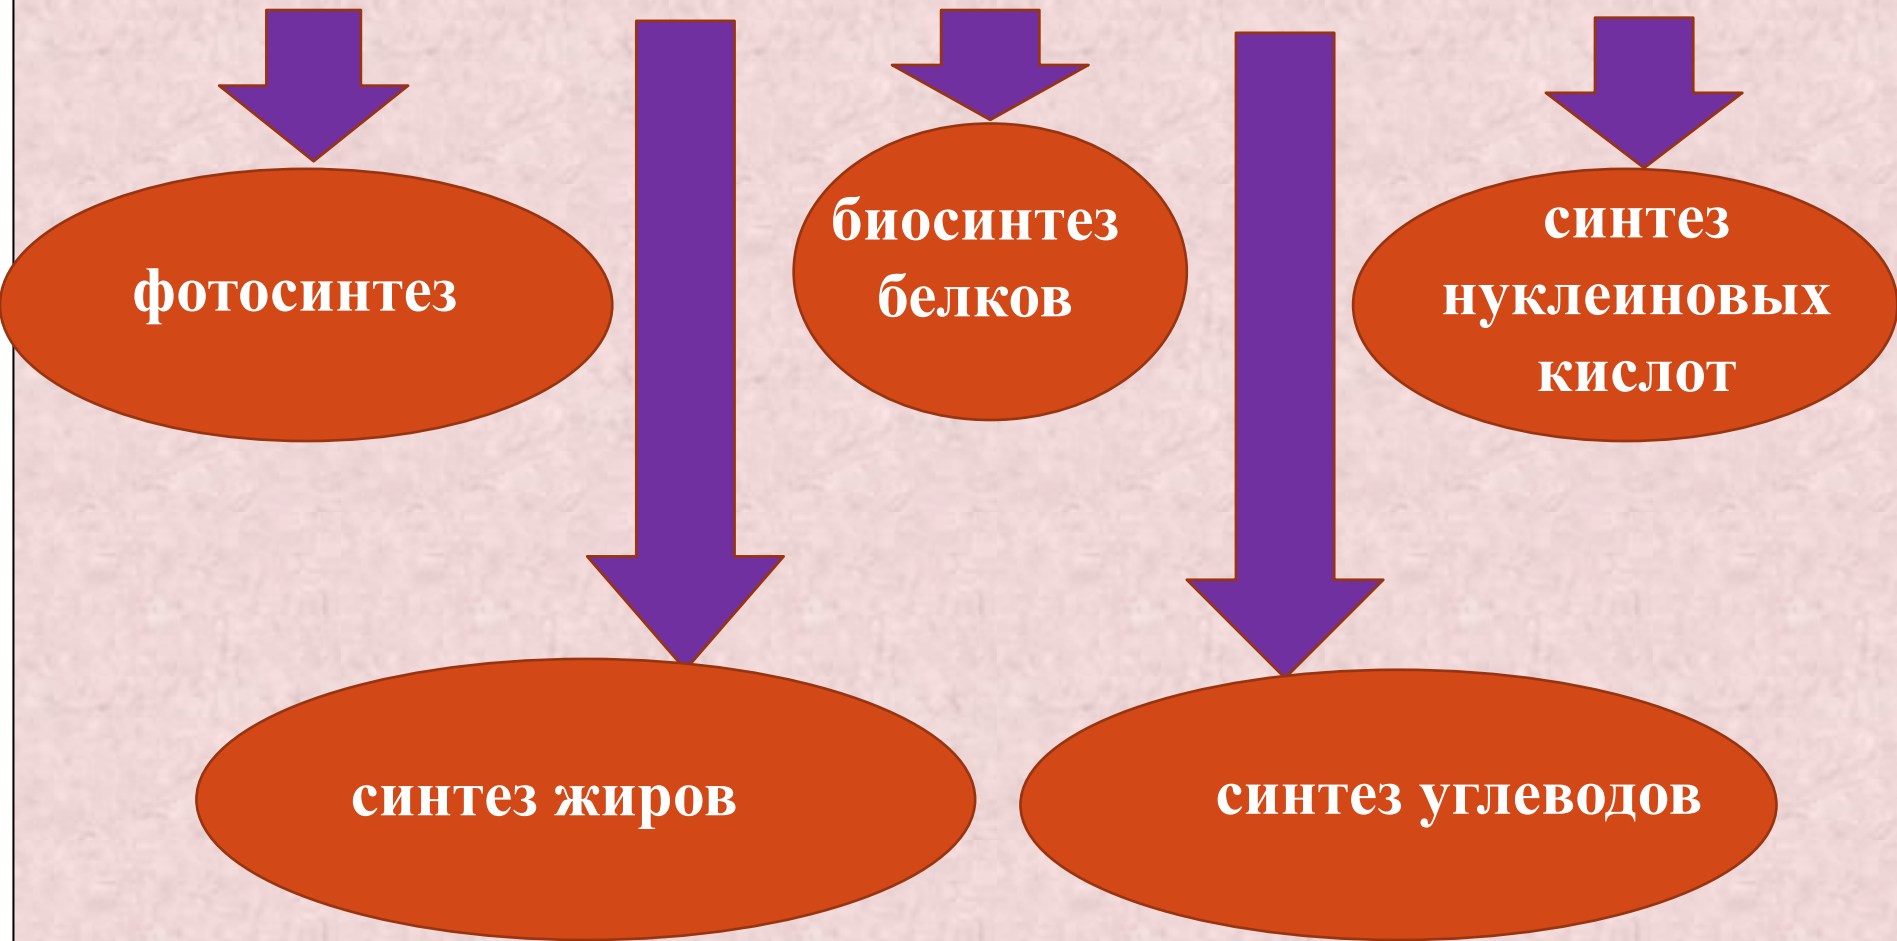 фотосинтез
биосинтез
белков
синтез
нуклеиновых
кислот
синтез жиров
синтез углеводов